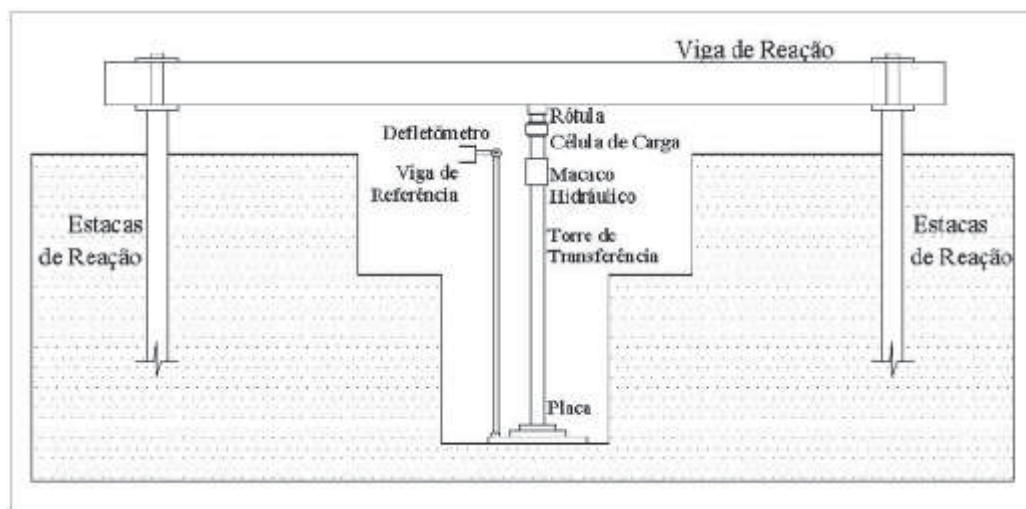 Viga de Reação
Rótula
Defletômetro
Célula de Carga
Viga de
Referência
Macaco
Hidráulico
Estacas
de Reação
Torre de
Transferência
Estacas
de Reação
Placa